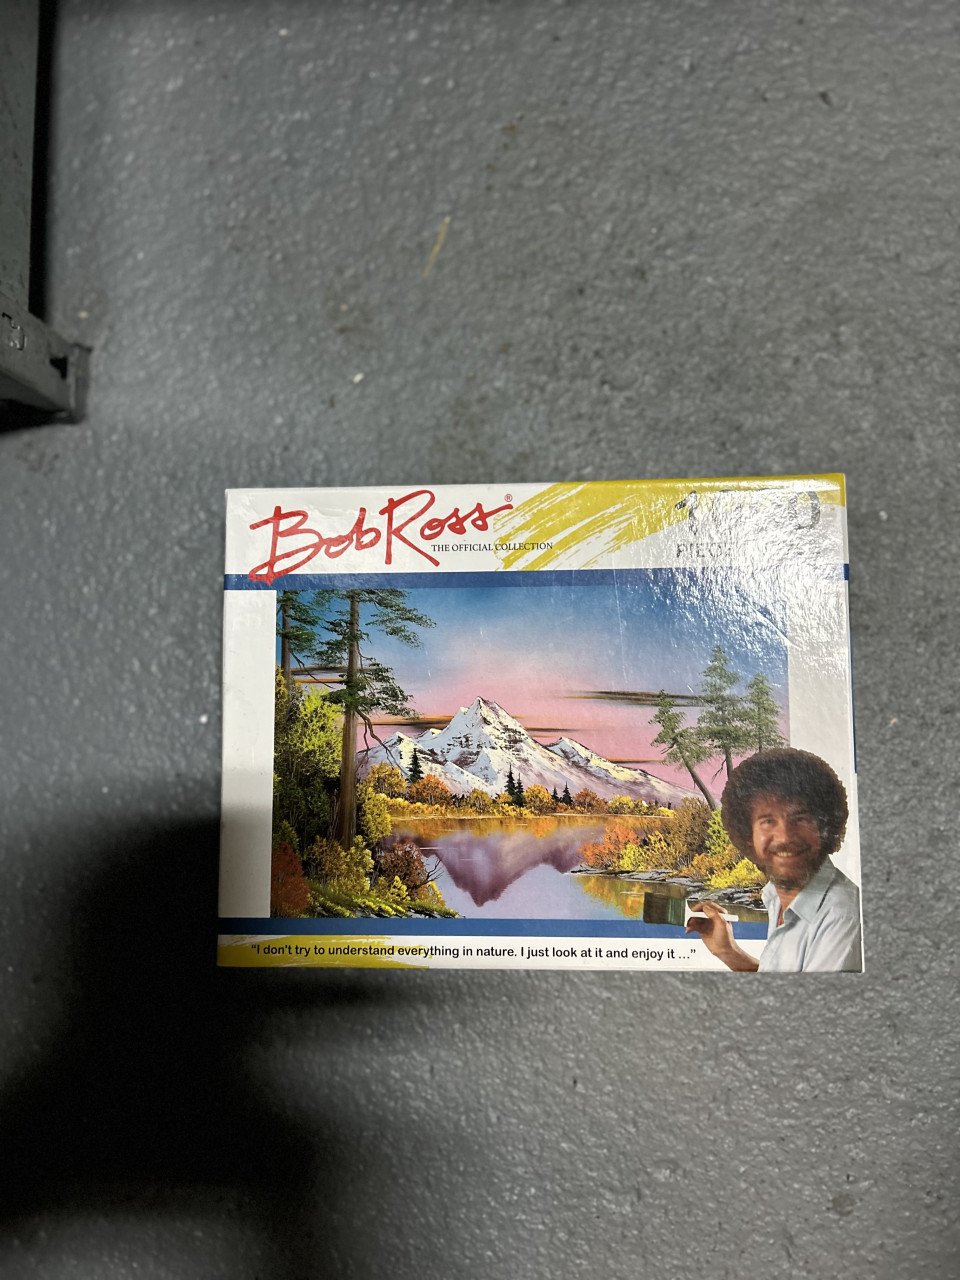 Bob Ross®
THE OFFICIAL COLLECTION
"I don't try to understand everything in nature. I just look at it and enjoy it ..."